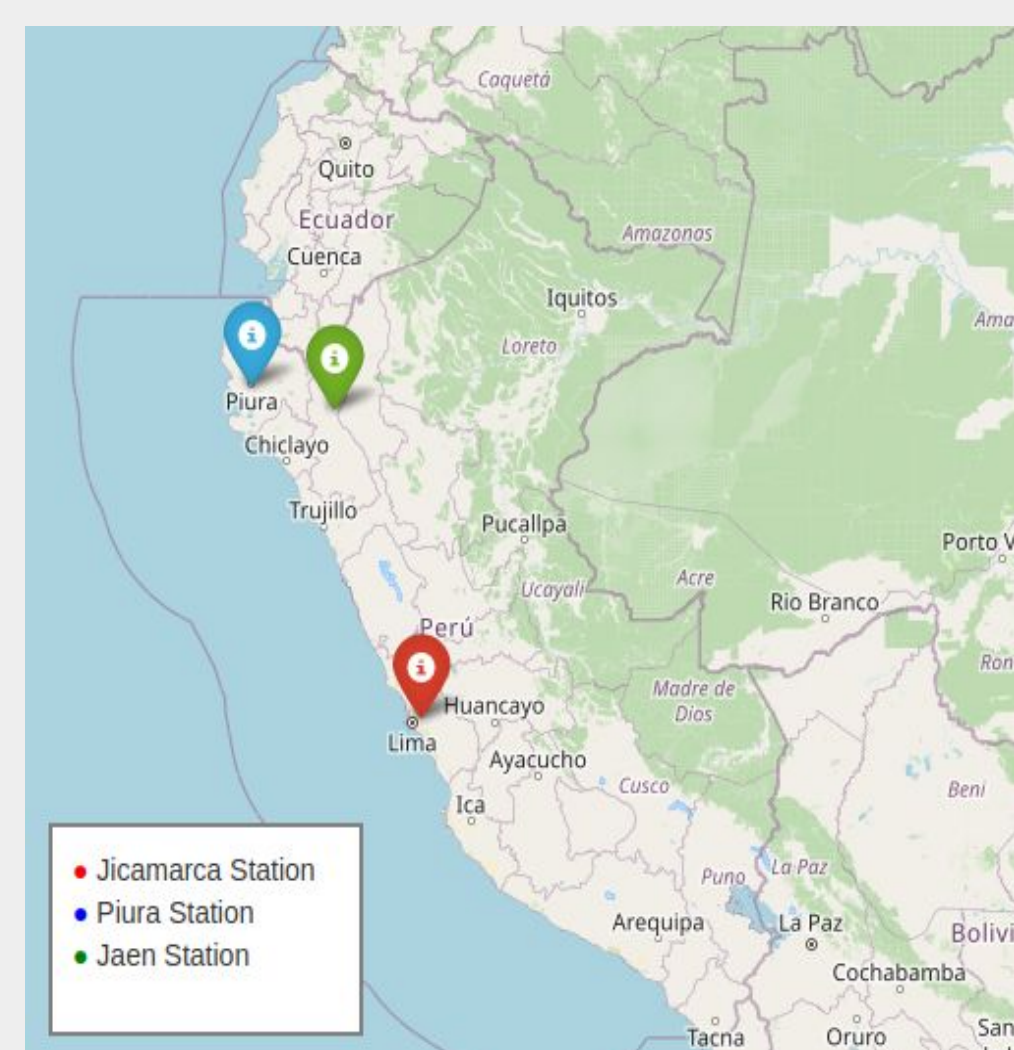 Caquetá
Quito
Ecuador
Amazonas
Cuenca
Iquitos
Loreto
Ama
Piura
Chiclayo
Trujillo
Pucallpa
Porto V
Ucayali
Acre
Rio Branco
Perú
Ron
Madre de
Dios
Huancayo
Lima
Ayacucho
Cusco
Beni
Ica
Puno
La Paz
Arequipa
La Paz
Bolivi
Cochabamba
San
Tacna
Oruro
Jicamarca Station
Piura Station
Jaen Station